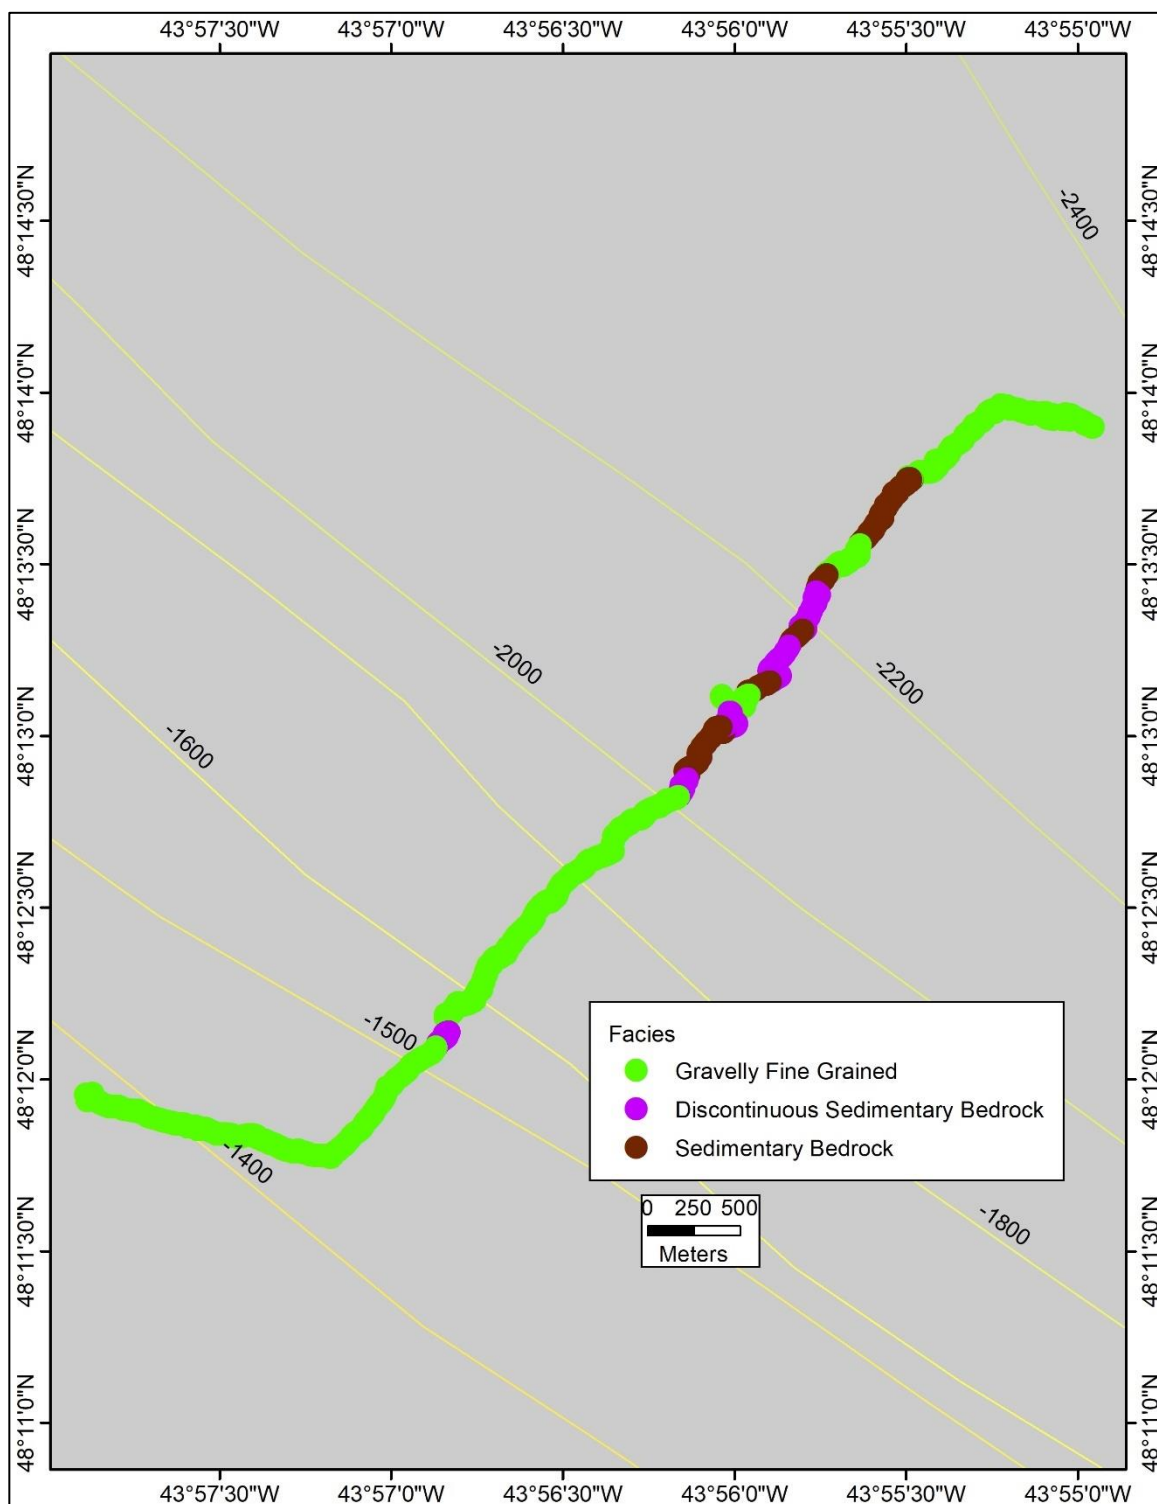 43°57'30"W 43°57'0"W 43°56'30"W 43°56'0"W 43°55'30"W 43°55'0"W
48°14'30"N 48°14'30"N
-2400
48°14'0"N 48°14'0"N
48°13'30"N 48°13'30"N
-2000
-2200
48°13'0"N 48°13'0"N
-1600
48°12'30"N 48°12'30"N
-1500
Facies
Gravelly Fine Grained
48°12'0"N 48°12'0"N
Discontinuous Sedimentary Bedrock
Sedimentary Bedrock
-1400
0 250 500
Meters
-1800
48°11'30"N 48°11'30"N
48°11'0"N 48°11'0"N
43°57'30"W 43°57'0"W 43°56'30"W 43°56'0"W 43°55'30"W 43°55'0"W